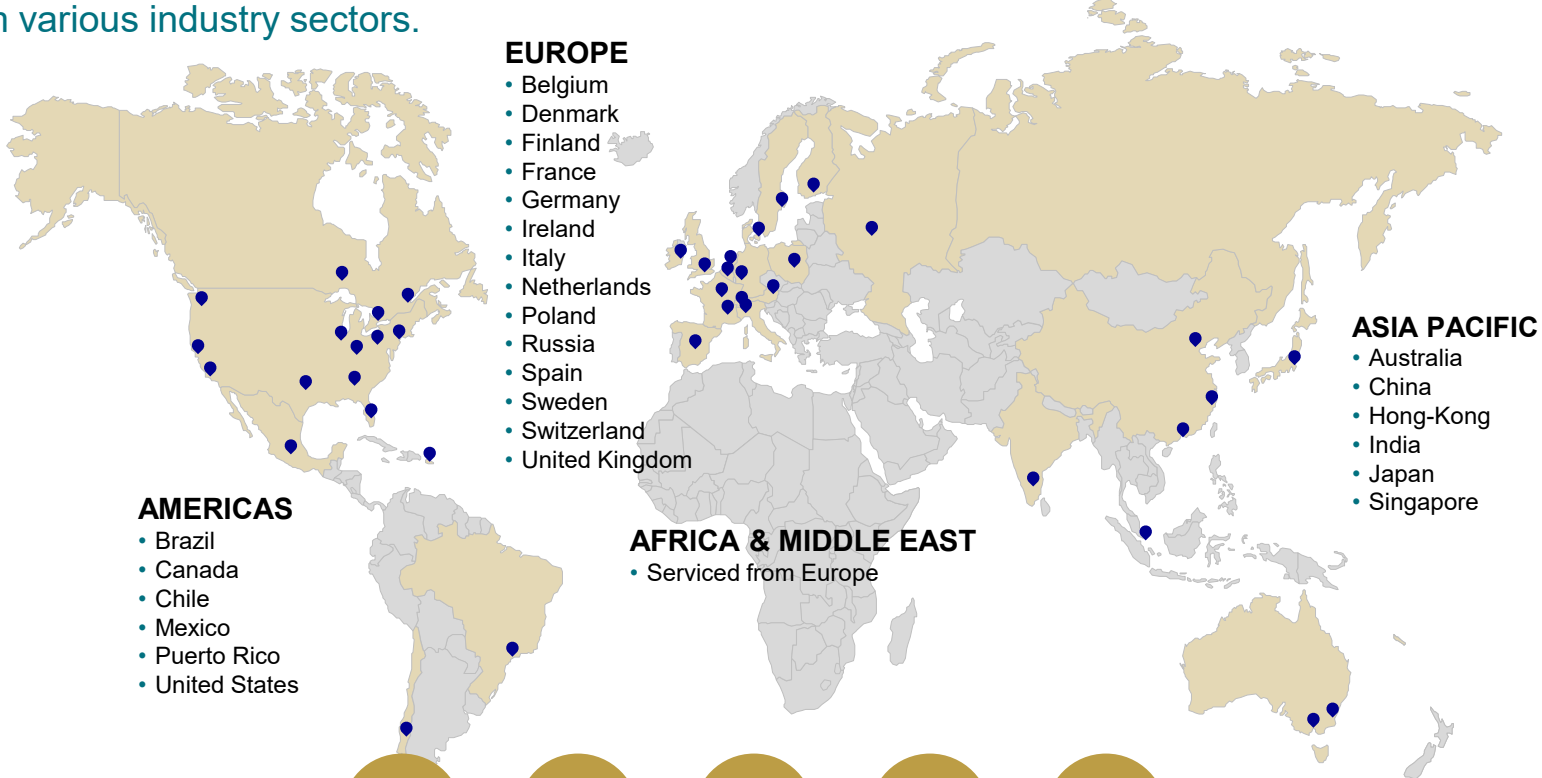 n various industry sectors.
EUROPE
• Belgium
• Denmark
• Finland
• France
• Germany
• Ireland
• Italy
• Netherlands
• Poland
• Russia
• Spain
• Sweden
• Switzerland
• United Kingdom
ASIA PACIFIC
• Australia
• China
• Hong-Kong
• India
• Japan
• Singapore
AMERICAS
• Brazil
• Canada
• Chile
• Mexico
• Puerto Rico
• United States
AFRICA & MIDDLE EAST
• Serviced from Europe